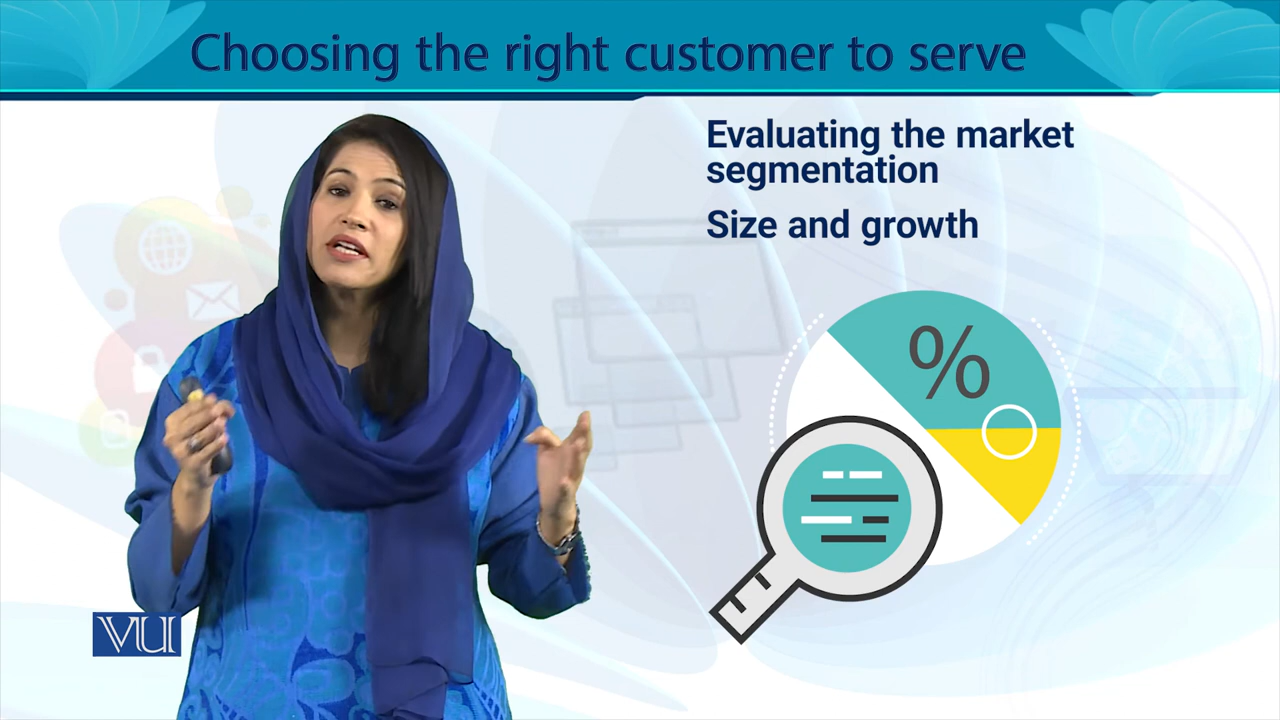 Choosing the right customer to serve
Evaluating the market
segmentation
Size and growth
%
VU